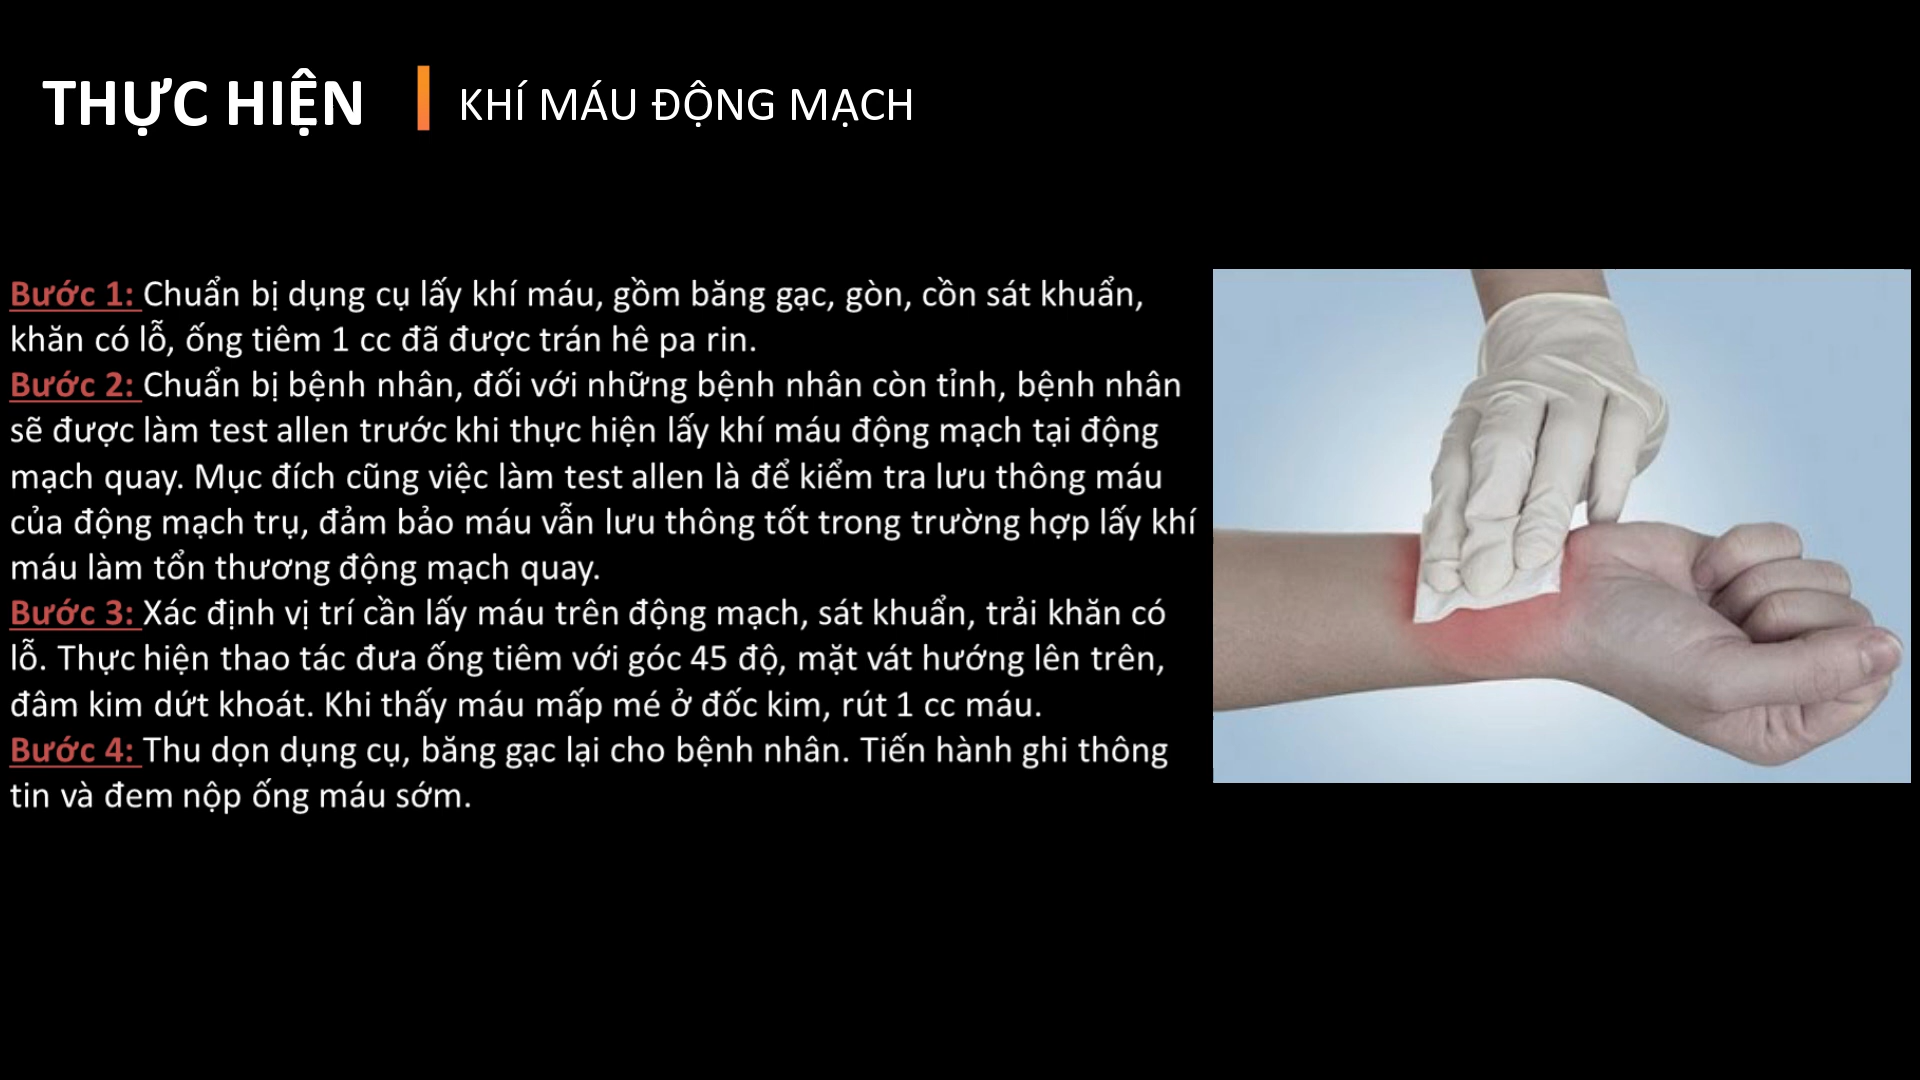 THỰC HIỆN
KHÍ MÁU ĐỘNG MẠCH
Bước 1: Chuẩn bị dụng cụ lấy khí máu, gồm băng gạc, gòn, cồn sát khuẩn,
khăn có lỗ, ống tiêm 1 cc đã được trán hê pa rin.
Bước 2: Chuẩn bị bệnh nhân, đối với những bệnh nhân còn tỉnh, bệnh nhân
sẽ được làm test allen trước khi thực hiện lấy khí máu động mạch tại động
mạch quay. Mục đích cũng việc làm test allen là để kiểm tra lưu thông máu
của động mạch trụ, đảm bảo máu vẫn lưu thông tốt trong trường hợp lấy khí
máu làm tổn thương động mạch quay.
Bước 3: Xác định vị trí cần lấy máu trên động mạch, sát khuẩn, trải khăn có
lỗ. Thực hiện thao tác đưa ống tiêm với góc 45 độ, mặt vát hướng lên trên,
đâm kim dứt khoát. Khi thấy máu mấp mé ở đốc kim, rút 1 cc máu.
Bước 4: Thu dọn dụng cụ, băng gạc lại cho bệnh nhân. Tiến hành ghi thông
tin và đem nộp ống máu sớm.